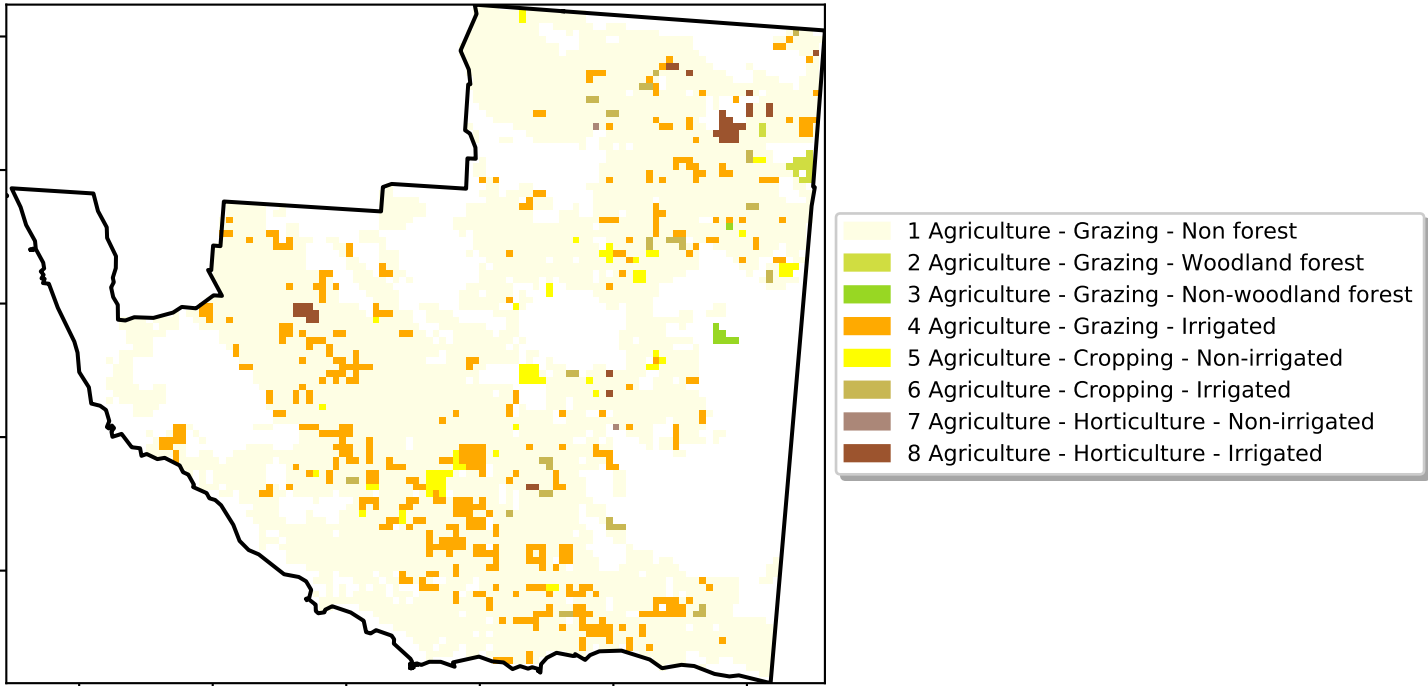 1 Agriculture - Grazing - Non forest
2 Agriculture - Grazing - Woodland forest
3 Agriculture - Grazing - Non-woodland forest
4 Agriculture - Grazing - Irrigated
5 Agriculture - Cropping - Non-irrigated
6 Agriculture - Cropping - Irrigated
7 Agriculture - Horticulture - Non-irrigated
8 Agriculture - Horticulture - Irrigated